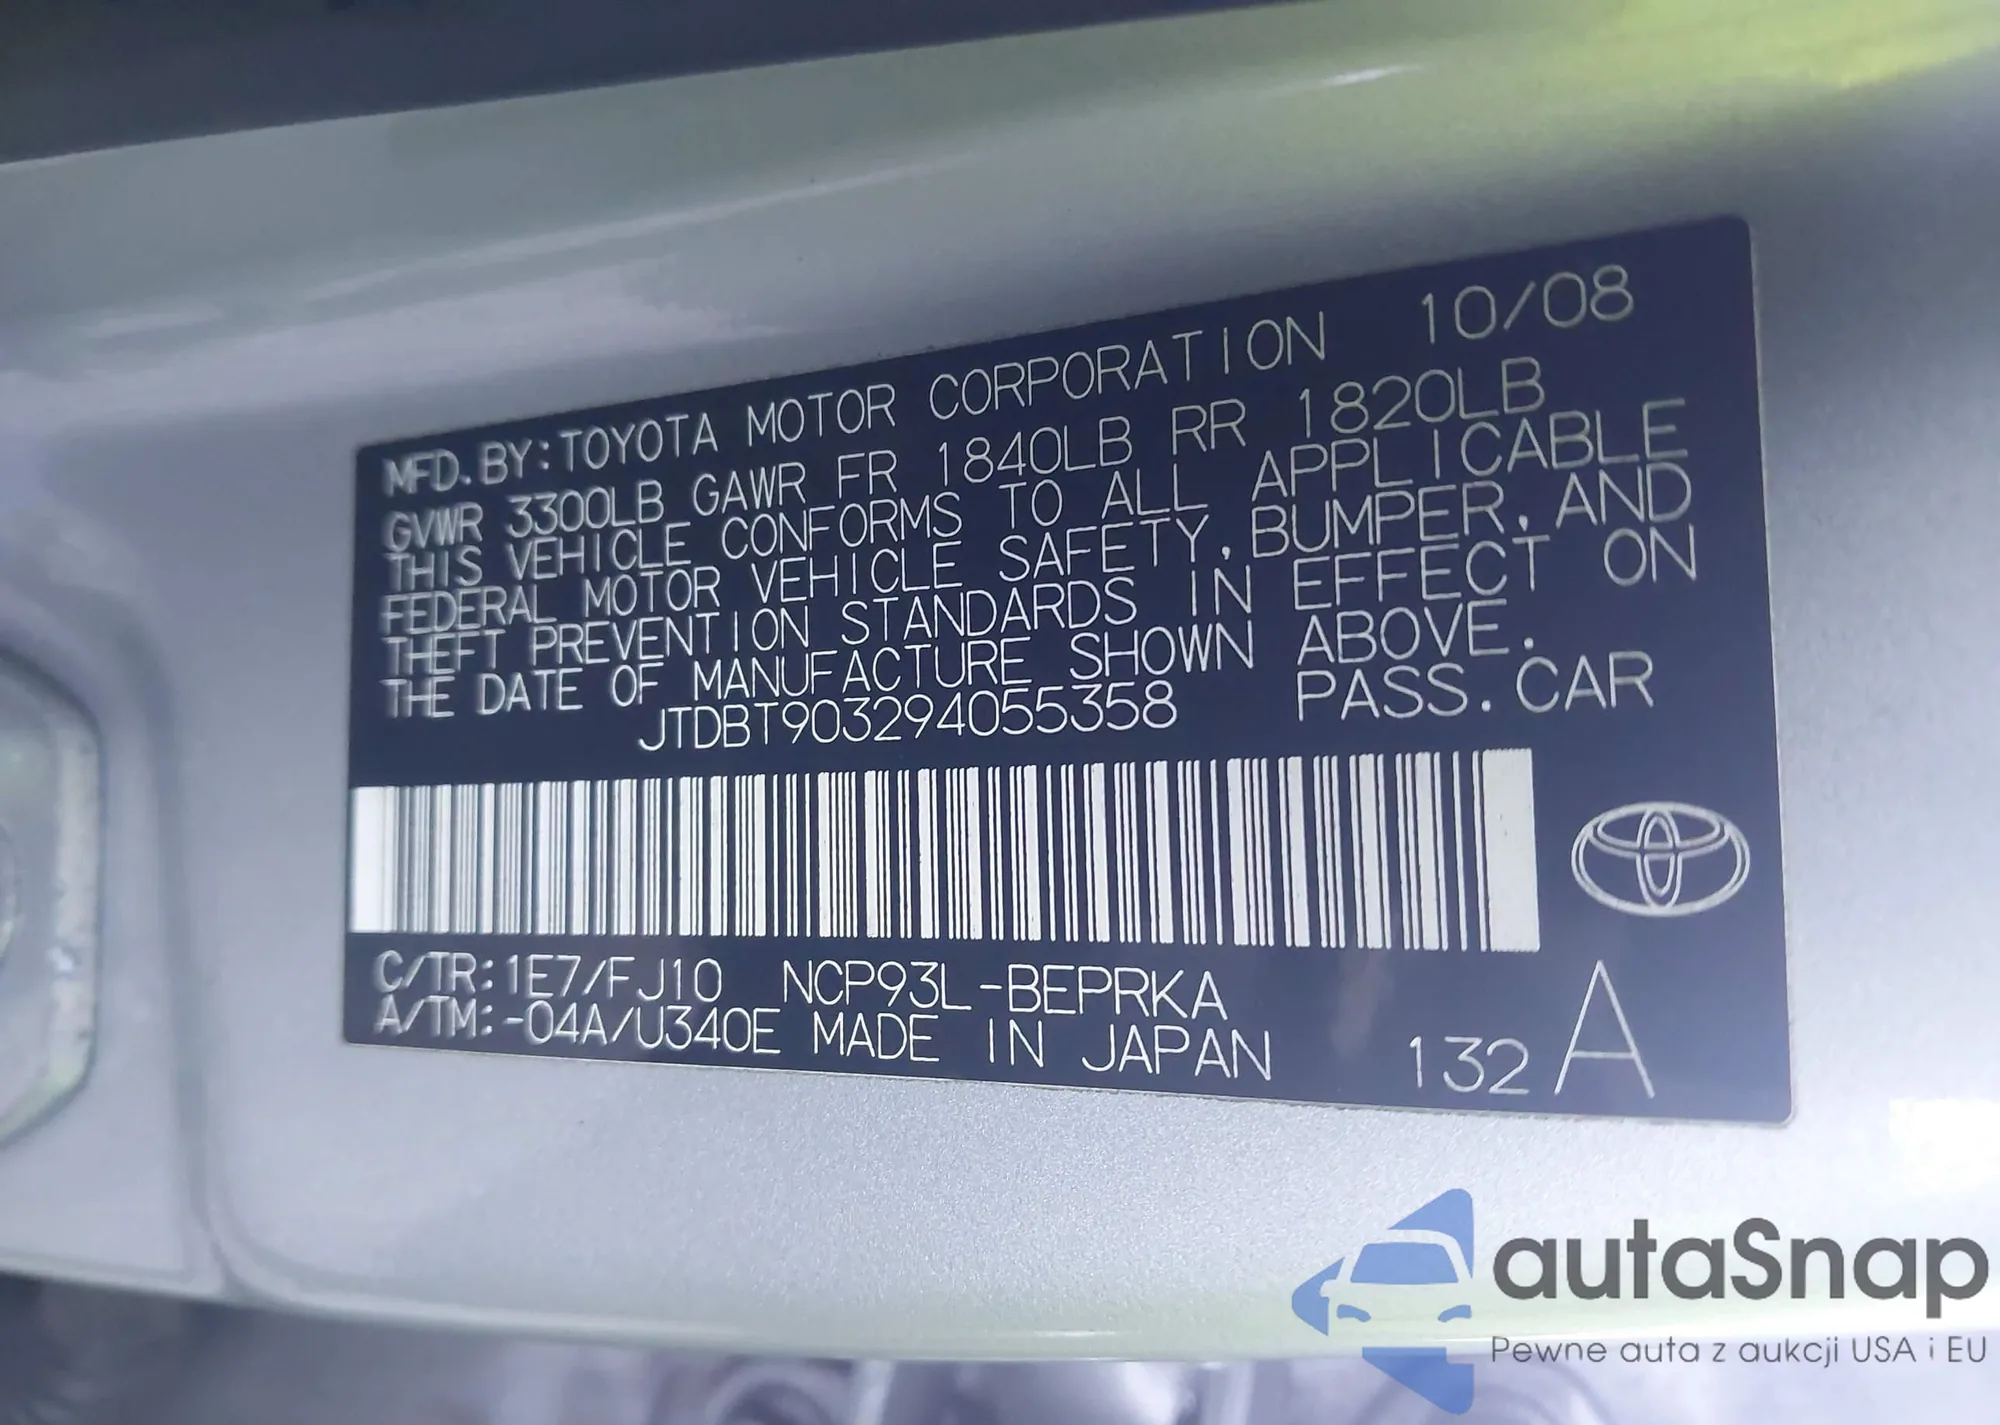 MFD. BY: TOYOTA MOTOR CORPORATION 10/08
GVWR 3300LB GAWR FR 1840LB RR 1820LB
THIS VEHICLE CONFORMS TO ALL APPLICABLE
FEDERAL MOTOR VEHICLE SAFETY, BUMPER, AND
THEFT PREVENTION STANDARDS IN EFFECT ON
THE DATE OF MANUFACTURE SHOWN ABOVE.
JTDBT903294055358 PASS. CAR
C/TR: 1E7/FJ10 NCP93L-BEPRKA
A/TM: -04A/U340E MADE IN JAPAN 132 A
autaSnap
Pewne auta z aukcji USA i EU